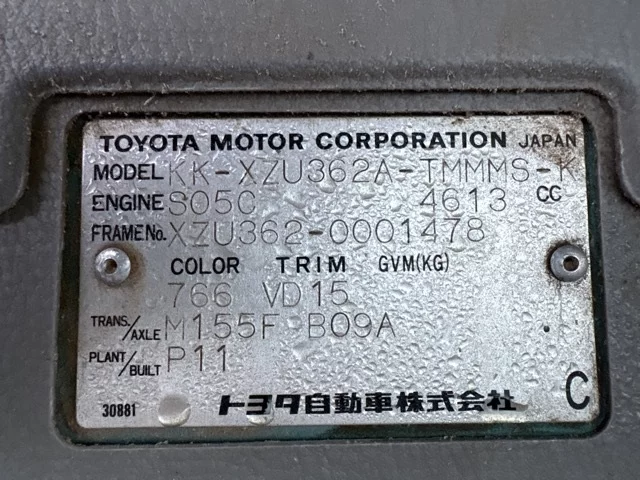 TOYOTA MOTOR CORPORATION JAPAN
MODEL KK-XZU362A-TMMMS-K
ENGINE S05C 4613 CC
FRAME No. XZU362-0001478
COLOR TRIM GVM(KG)
766 VD15
TRANS./AXLE M155F B09A
PLANT/BUILT P11
30881 トヨタ自動車株式会社 C